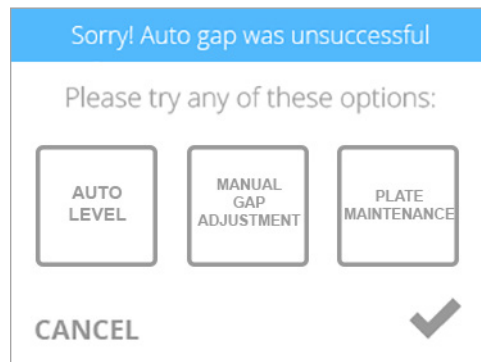 Sorry! Auto gap was unsuccessful
Please try any of these options:
AUTO
LEVEL
MANUAL
GAP
ADJUSTMENT
PLATE
MAINTENANCE
CANCEL